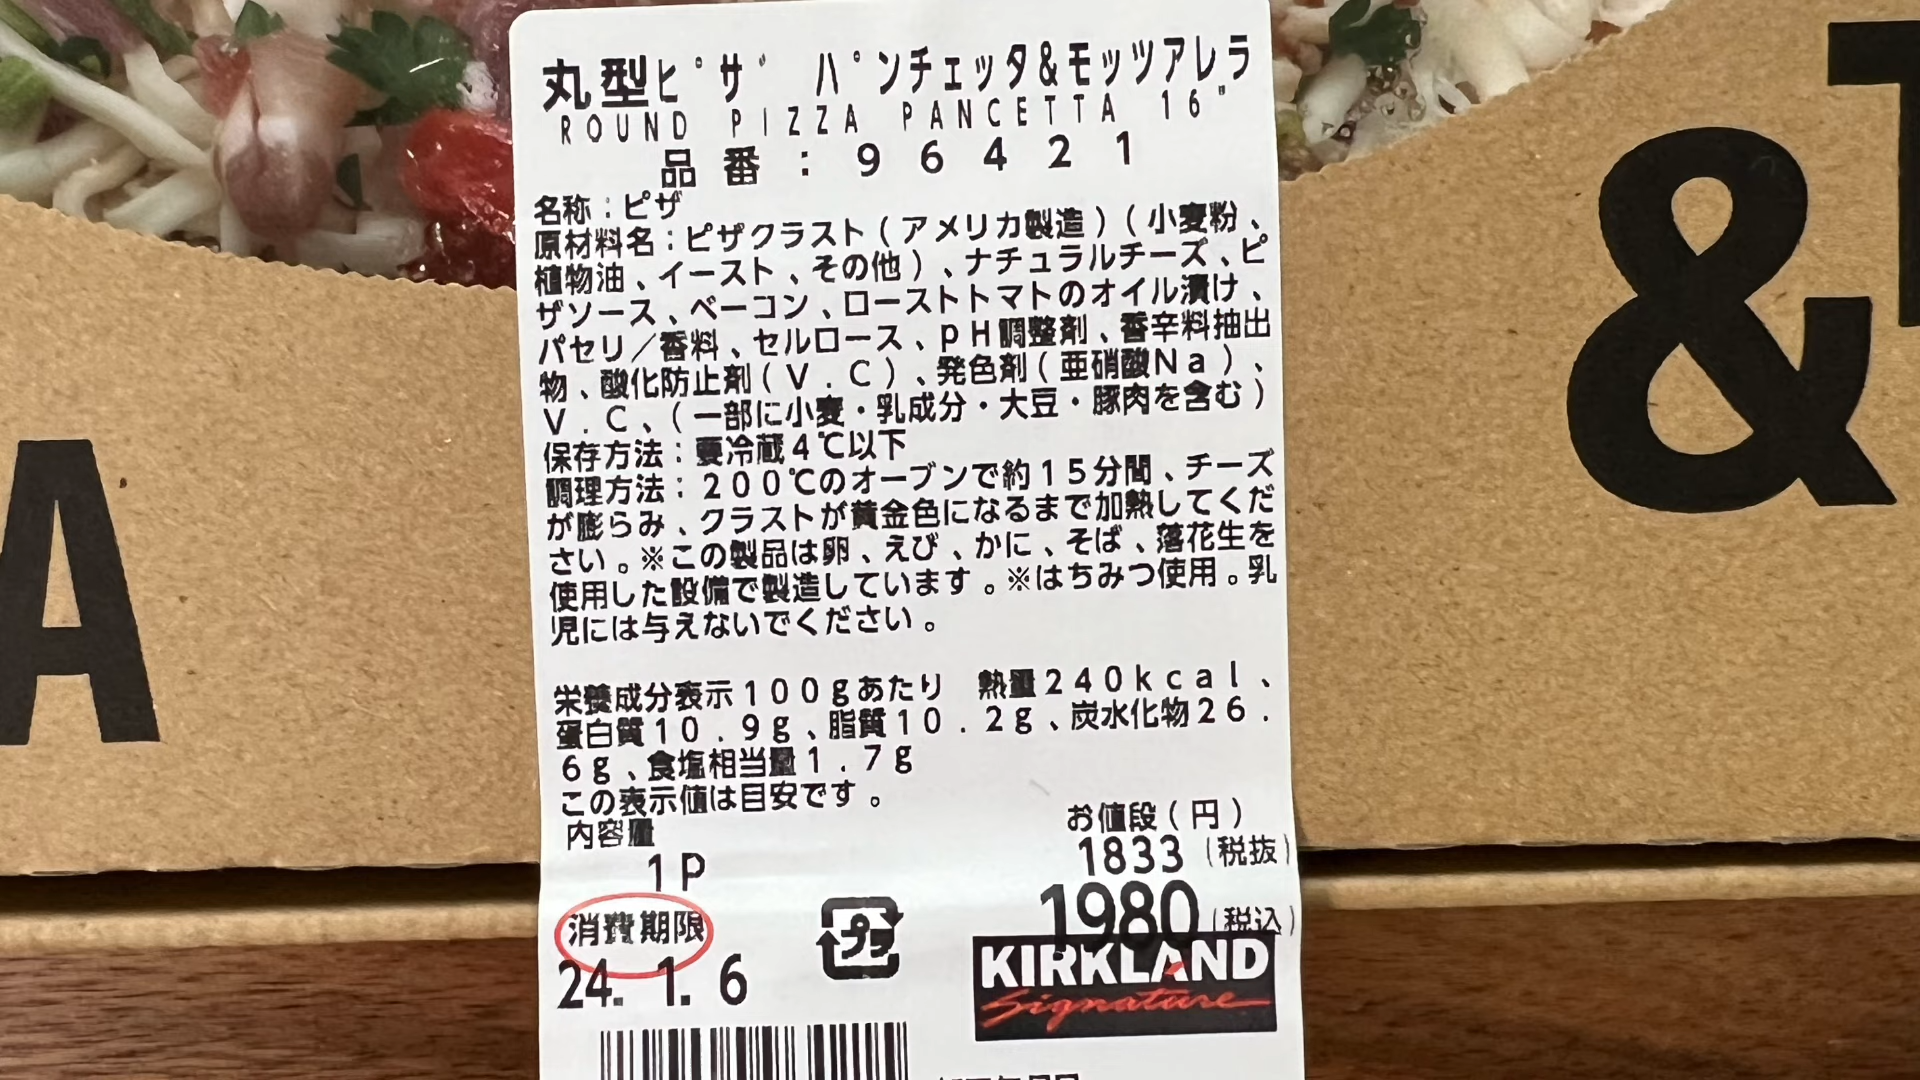 丸型ピザ パンチェッタ&モッツアレラ
ROUND PIZZA PANCETTA 16"
品番:96421
名称:ピザ
原材料名:ピザクラスト(アメリカ製造)(小麦粉、
植物油、イースト、その他)、ナチュラルチーズ、ピ
ザソース、ベーコン、ローストトマトのオイル漬け、
パセリ/香料、セルロース、pH調整剤、香辛料抽出
物、酸化防止剤(V.C)、発色剤(亜硝酸Na)、
V.C、(一部に小麦・乳成分・大豆・豚肉を含む)
保存方法:要冷蔵4℃以下
調理方法:200℃のオーブンで約15分間、チーズ
が膨らみ、クラストが黄金色になるまで加熱してくだ
さい。※この製品は卵、えび、かに、そば、落花生を
使用した設備で製造しています。※はちみつ使用。乳
児には与えないでください。
栄養成分表示100gあたり 熱量240kcal、
蛋白質10.9g、脂質10.2g、炭水化物26.
6g、食塩相当量1.7g
この表示値は目安です。
内容量
1P
お値段(円)
1833(税抜)
1980(税込)
消費期限
24.1.6
プラ
KIRKLAND
Signature
A
&